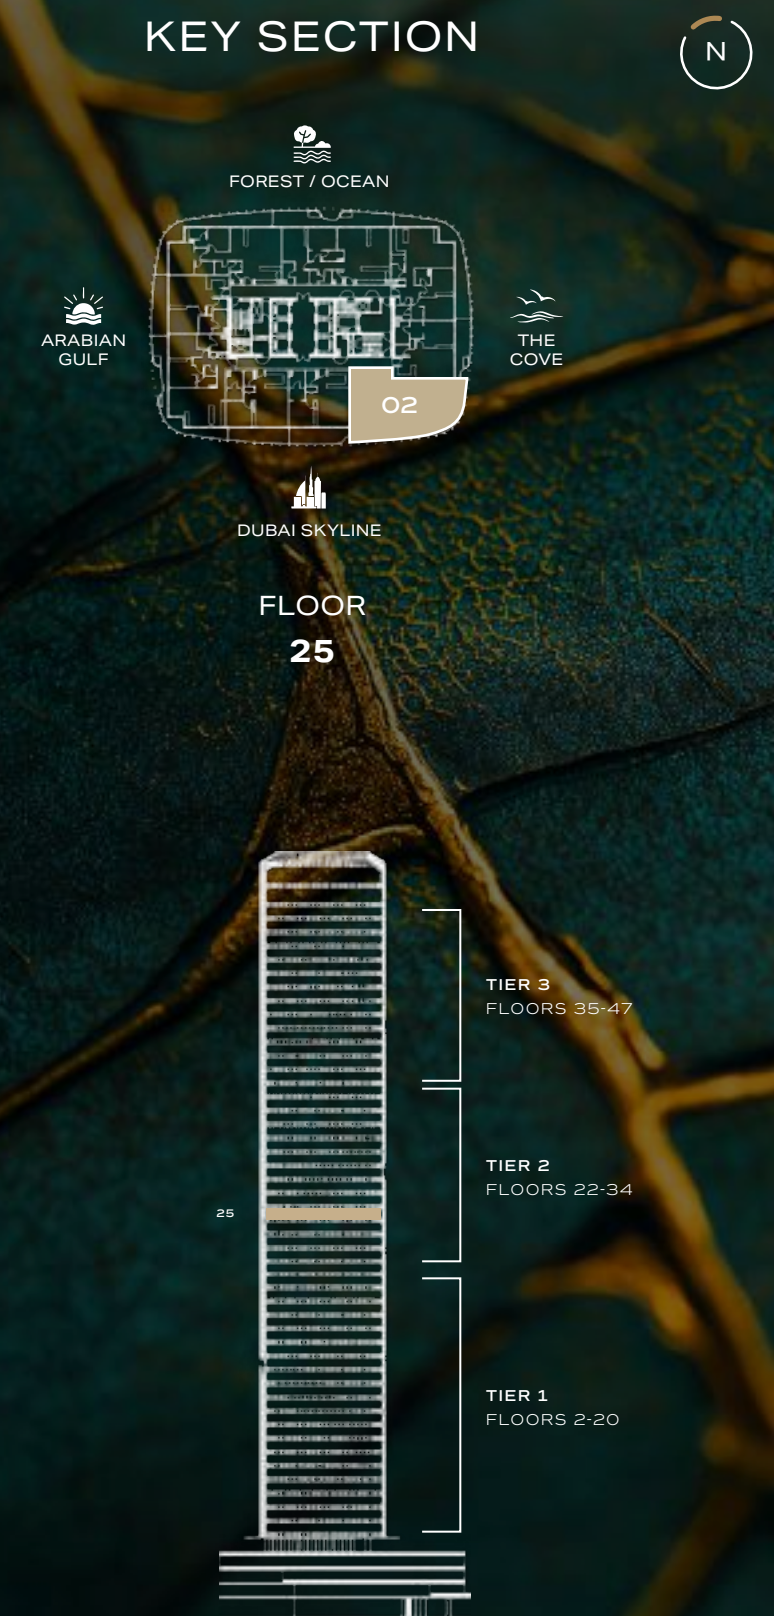 KEY SECTION
N
FOREST / OCEAN
ARABIAN
GULF
THE
COVE
02
DUBAI SKYLINE
FLOOR
25
TIER 3
FLOORS 35-47
TIER 2
FLOORS 22-34
25
TIER 1
FLOORS 2-20